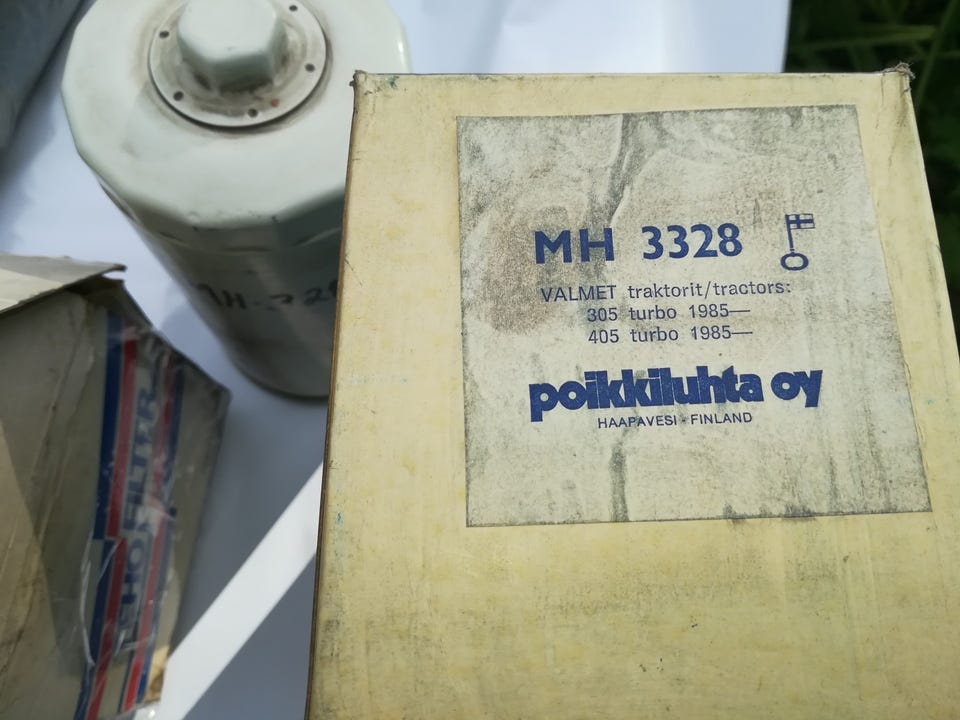 MH 3328
VALMET traktorit/tractors:
305 turbo 1985—
405 turbo 1985—
poikkiluhta oy
HAAPAVESI - FINLAND